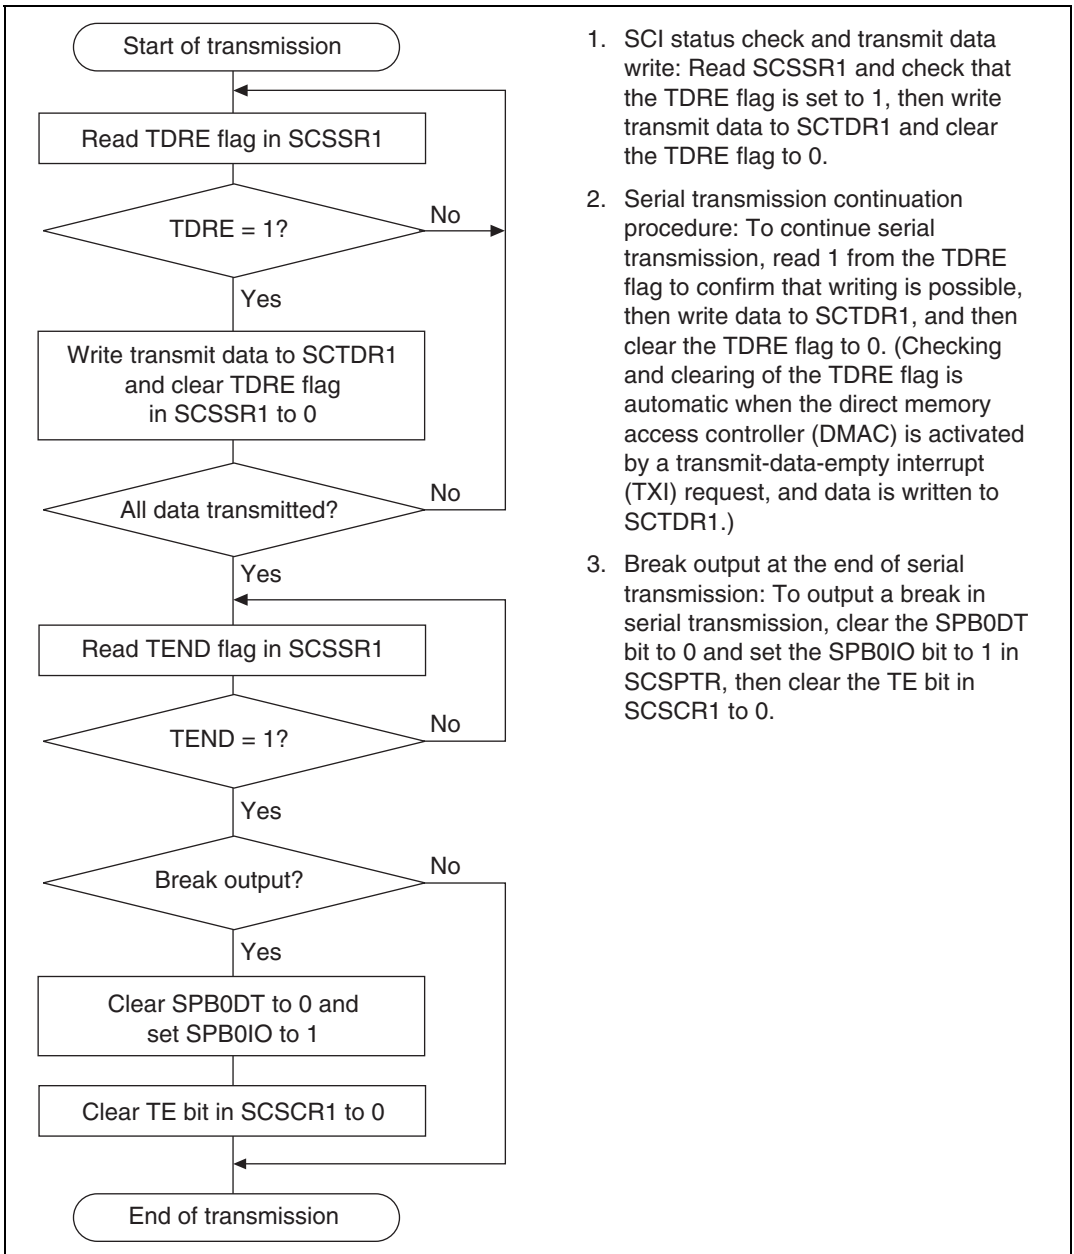 Start of transmission
Read TDRE flag in SCSSR1
TDRE = 1?
No
Yes
Write transmit data to SCTDR1
and clear TDRE flag
in SCSSR1 to 0
All data transmitted?
No
Yes
Read TEND flag in SCSSR1
TEND = 1?
No
Yes
Break output?
No
Yes
Clear SPB0DT to 0 and
set SPB0IO to 1
Clear TE bit in SCSCR1 to 0
End of transmission
1. SCI status check and transmit data
write: Read SCSSR1 and check that
the TDRE flag is set to 1, then write
transmit data to SCTDR1 and clear
the TDRE flag to 0.
2. Serial transmission continuation
procedure: To continue serial
transmission, read 1 from the TDRE
flag to confirm that writing is possible,
then write data to SCTDR1, and then
clear the TDRE flag to 0. (Checking
and clearing of the TDRE flag is
automatic when the direct memory
access controller (DMAC) is activated
by a transmit-data-empty interrupt
(TXI) request, and data is written to
SCTDR1.)
3. Break output at the end of serial
transmission: To output a break in
serial transmission, clear the SPB0DT
bit to 0 and set the SPB0IO bit to 1 in
SCSPTR, then clear the TE bit in
SCSCR1 to 0.